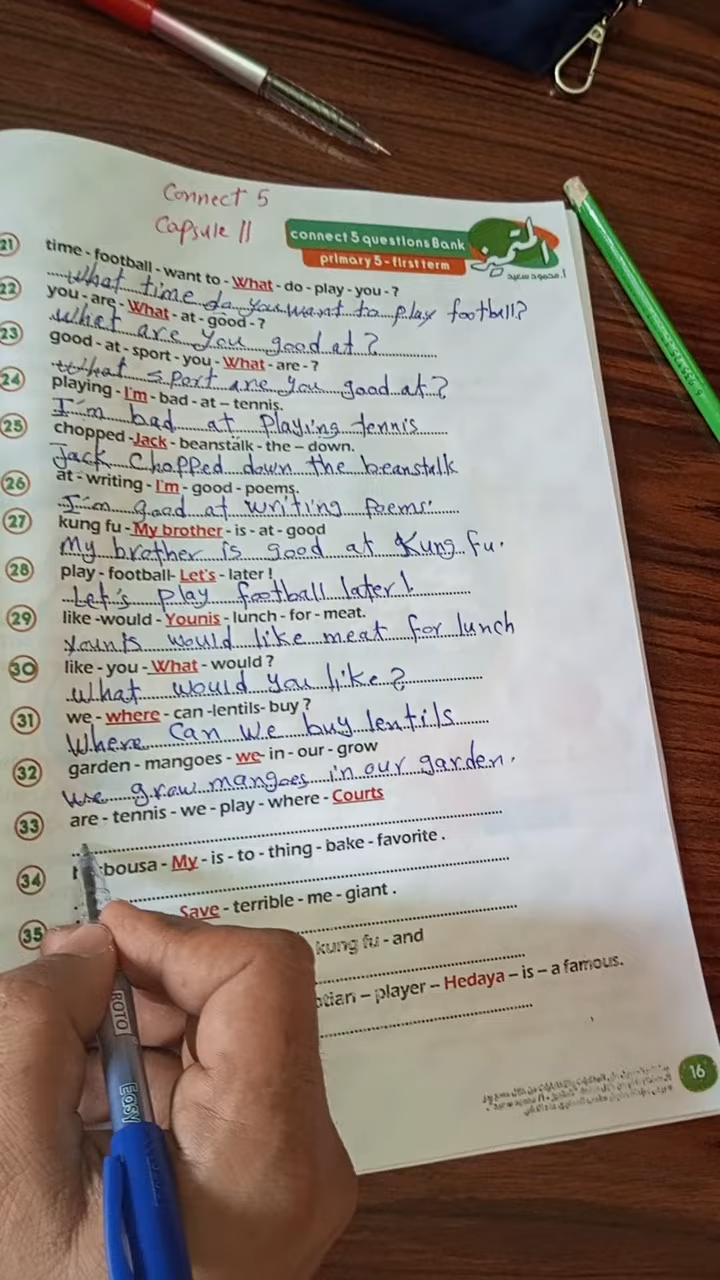 Connect 5
Capsule 11
connect 5 questions Bank
primary 5 - first term
المتميز
أ. محمود سعيد
21 time - football - want to - What - do - play - you - ?
What time do you want to play football?
22 you - are - What - at - good - ?
What are you good at?
23 good - at - sport - you - What - are - ?
What sport are you good at?
24 playing - I'm - bad - at – tennis.
I'm bad at playing tennis
25 chopped -Jack - beanstalk - the – down.
Jack Chopped down the beanstalk
26 at - writing - I'm - good - poems.
I'm good at writing Poems.
27 kung fu - My brother - is - at - good
My brother is good at Kung fu.
28 play - football- Let's - later !
Let's play football later!
29 like -would - Younis - lunch - for - meat.
younis would like meat for lunch
30 like - you - What - would ?
What would you like?
31 we - where - can -lentils- buy ?
Where Can We buy lentils
32 garden - mangoes - we- in - our - grow
We grow mangoes in our garden.
33 are - tennis - we - play - where - Courts
34 bousa - My - is - to - thing - bake - favorite .
35 Save - terrible - me - giant .
kung fu - and
tian – player – Hedaya – is – a famous.
16
ROTO
EASY